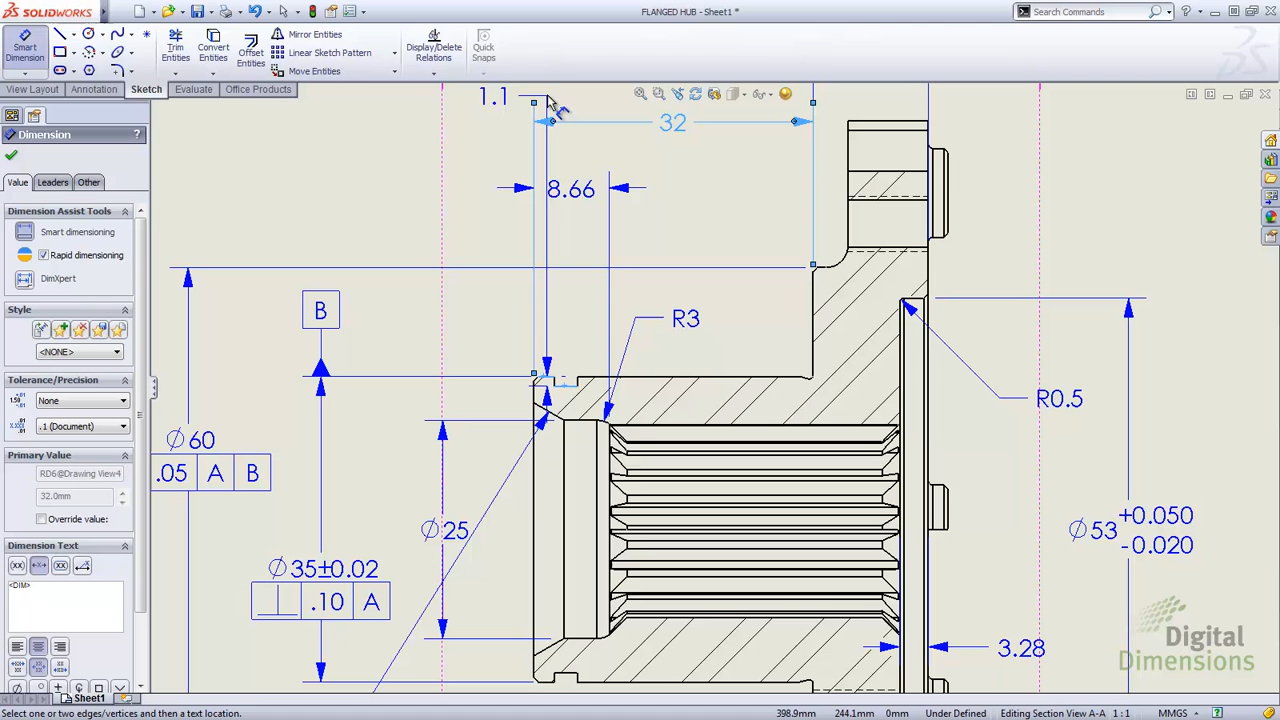 SOLIDWORKS
FLANGED HUB - Sheet1 *
Search Commands
Smart Dimension
Trim Entities
Convert Entities
Offset Entities
Mirror Entities
Linear Sketch Pattern
Move Entities
Display/Delete Relations
Quick Snaps
View Layout
Annotation
Sketch
Evaluate
Office Products
Dimension
?
Value
Leaders
Other
Dimension Assist Tools
Smart dimensioning
Rapid dimensioning
DimXpert
Style
<NONE>
Tolerance/Precision
None
.1 (Document)
Primary Value
RD6@Drawing View4
32.0mm
Override value:
Dimension Text
<DIM>
1.1
32
8.66
B
R3
R0.5
∅60
.05 A B
∅25
∅35±0.02
⊥ .10 A
∅53 +0.050 -0.020
3.28
Digital
Dimensions
Sheet1
Select one or two edges/vertices and then a text location.
398.9mm
244.1mm
0mm
Under Defined
Editing Section View A-A
1 : 1
MMGS